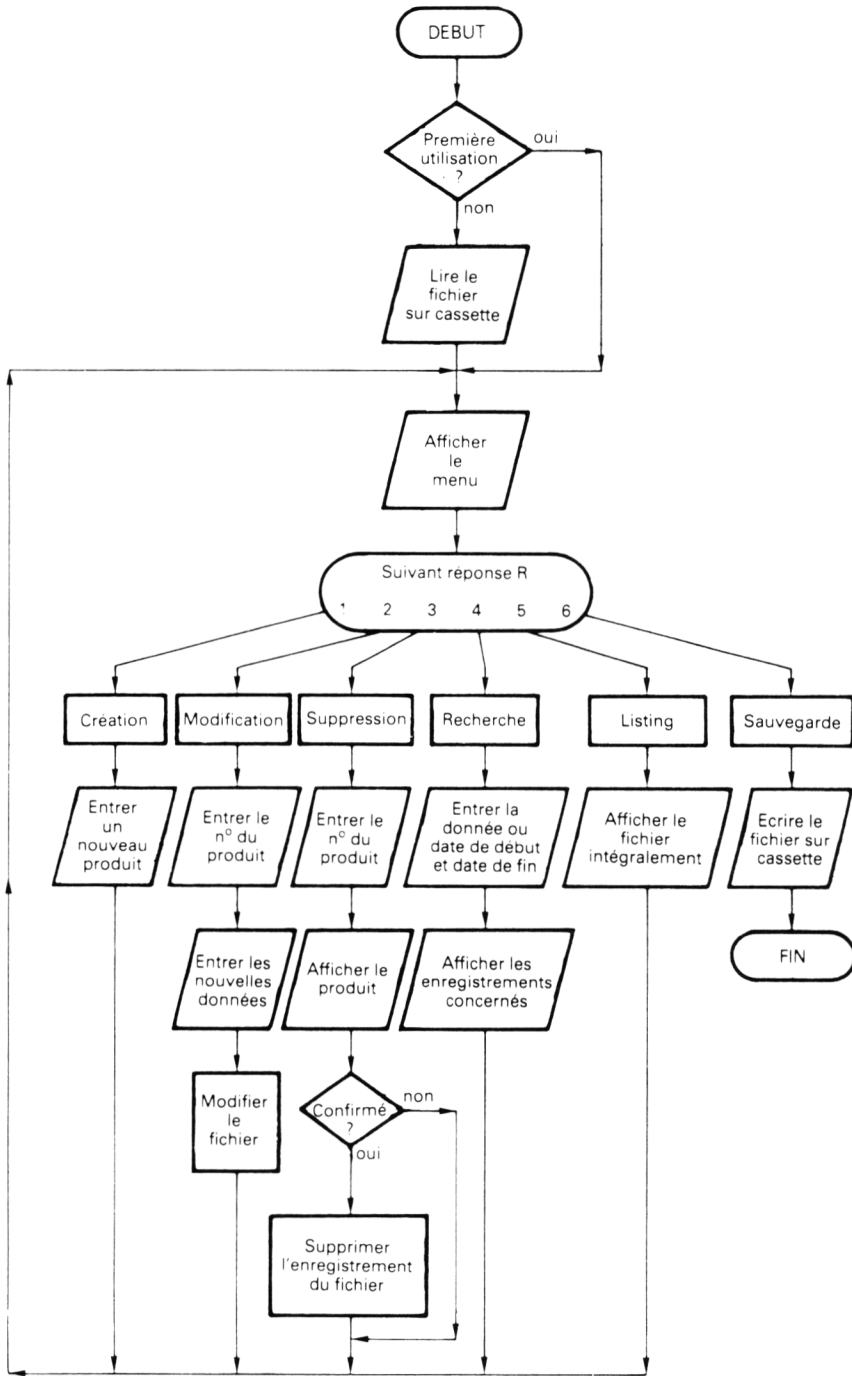 DEBUT
Première
utilisation
?
oui
non
Lire le
fichier
sur cassette
Afficher
le
menu
Suivant réponse R
1 2 3 4 5 6
Création
Modification
Suppression
Recherche
Listing
Sauvegarde
Entrer
un
nouveau
produit
Entrer le
n° du
produit
Entrer le
n° du
produit
Entrer la
donnée ou
date de début
et date de fin
Afficher le
fichier
intégralement
Ecrire le
fichier sur
cassette
Entrer les
nouvelles
données
Afficher le
produit
Afficher les
enregistrements
concernés
FIN
Modifier
le
fichier
Confirmé
?
non
oui
Supprimer
l'enregistrement
du fichier